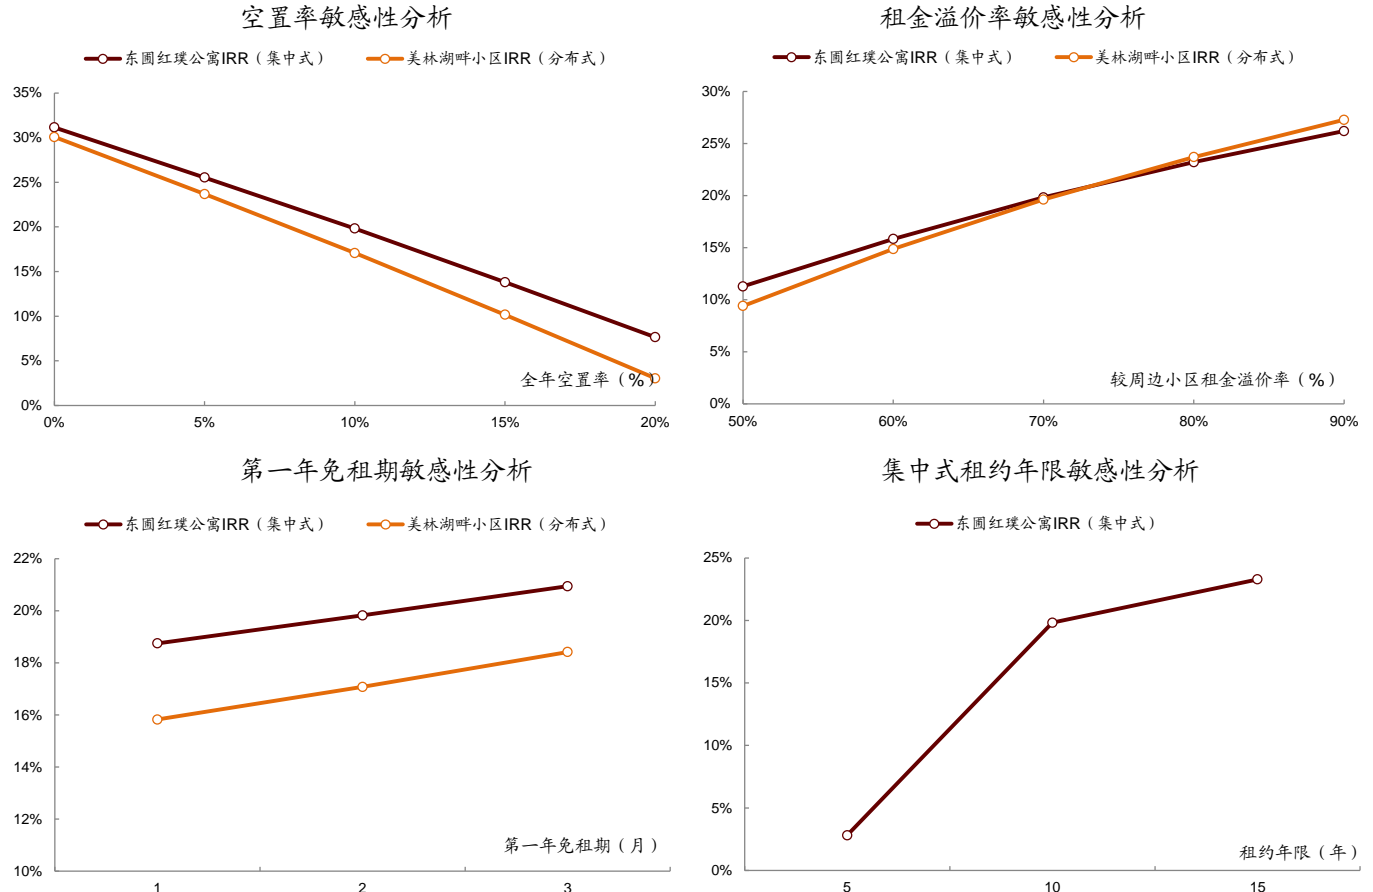 空置率敏感性分析
东圃红璞公寓IRR（集中式）
美林湖畔小区IRR（分布式）
35%
30%
25%
20%
15%
10%
5%
0%
全年空置率（%）
0%
5%
10%
15%
20%
租金溢价率敏感性分析
东圃红璞公寓IRR（集中式）
美林湖畔小区IRR（分布式）
30%
25%
20%
15%
10%
5%
0%
较周边小区租金溢价率（%）
50%
60%
70%
80%
90%
第一年免租期敏感性分析
东圃红璞公寓IRR（集中式）
美林湖畔小区IRR（分布式）
22%
20%
18%
16%
14%
12%
10%
第一年免租期（月）
1
2
3
集中式租约年限敏感性分析
东圃红璞公寓IRR（集中式）
25%
20%
15%
10%
5%
0%
租约年限（年）
5
10
15